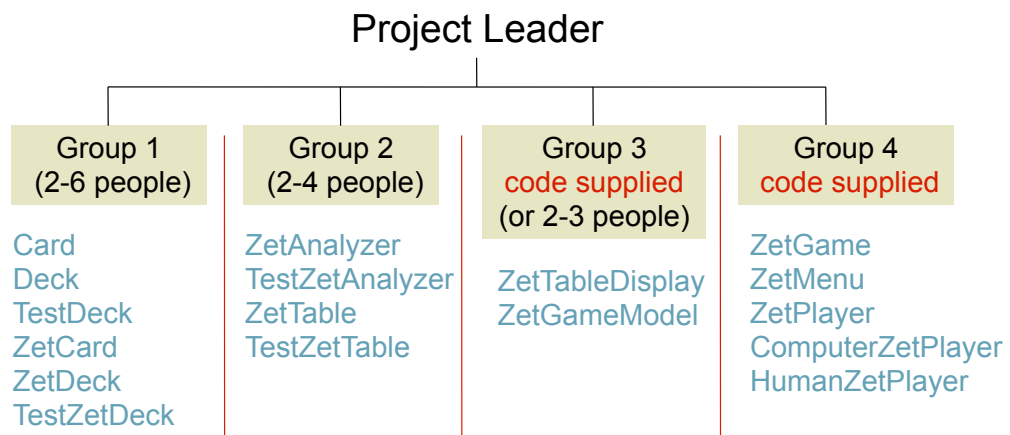 Project Leader
Group 1
(2-6 people)
Card
Deck
TestDeck
ZetCard
ZetDeck
TestZetDeck
Group 2
(2-4 people)
ZetAnalyzer
TestZetAnalyzer
ZetTable
TestZetTable
Group 3
code supplied
(or 2-3 people)
ZetTableDisplay
ZetGameModel
Group 4
code supplied
ZetGame
ZetMenu
ZetPlayer
ComputerZetPlayer
HumanZetPlayer